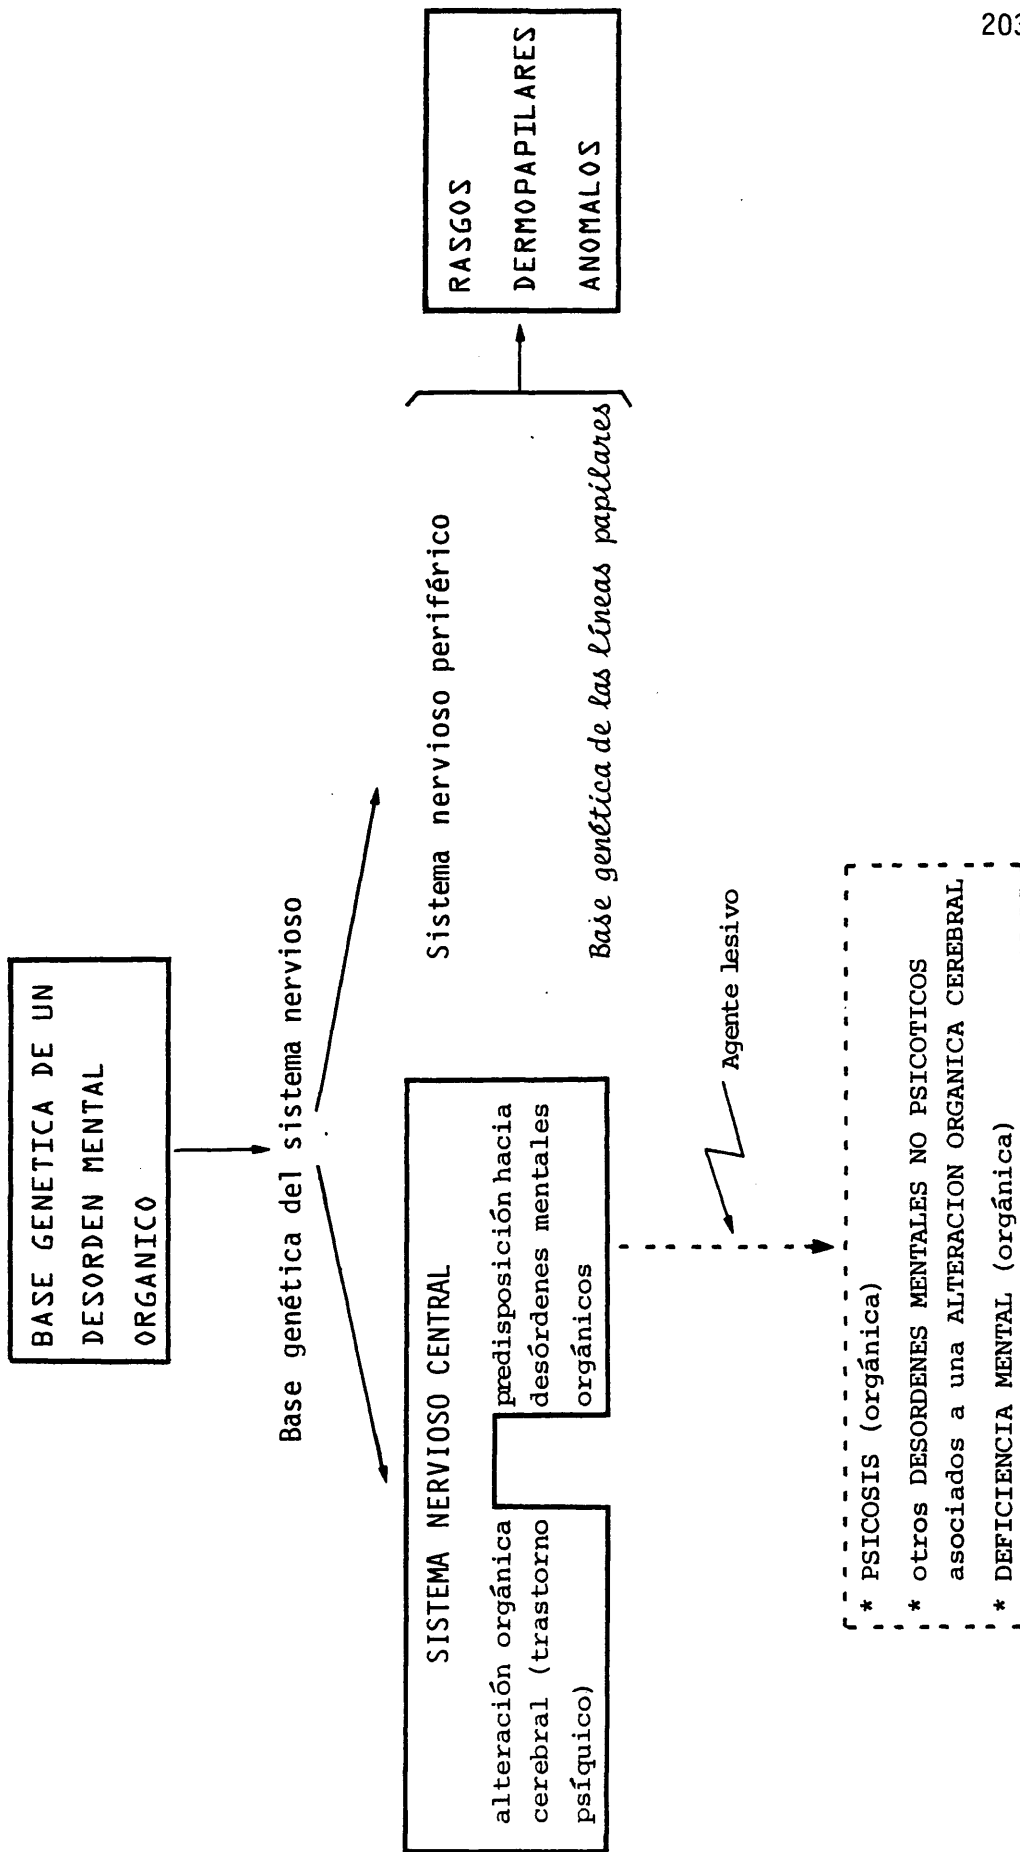 203
BASE GENETICA DE UN
DESORDEN MENTAL
ORGANICO
Base genética del sistema nervioso
SISTEMA NERVIOSO CENTRAL
alteración orgánica
cerebral (trastorno
psíquico)
predisposición hacia
desórdenes mentales
orgánicos
Sistema nervioso periférico
Base genética de las líneas papilares
RASGOS
DERMOPAPILARES
ANOMALOS
Agente lesivo
* PSICOSIS (orgánica)
* otros DESORDENES MENTALES NO PSICOTICOS
asociados a una ALTERACION ORGANICA CEREBRAL
* DEFICIENCIA MENTAL (orgánica)